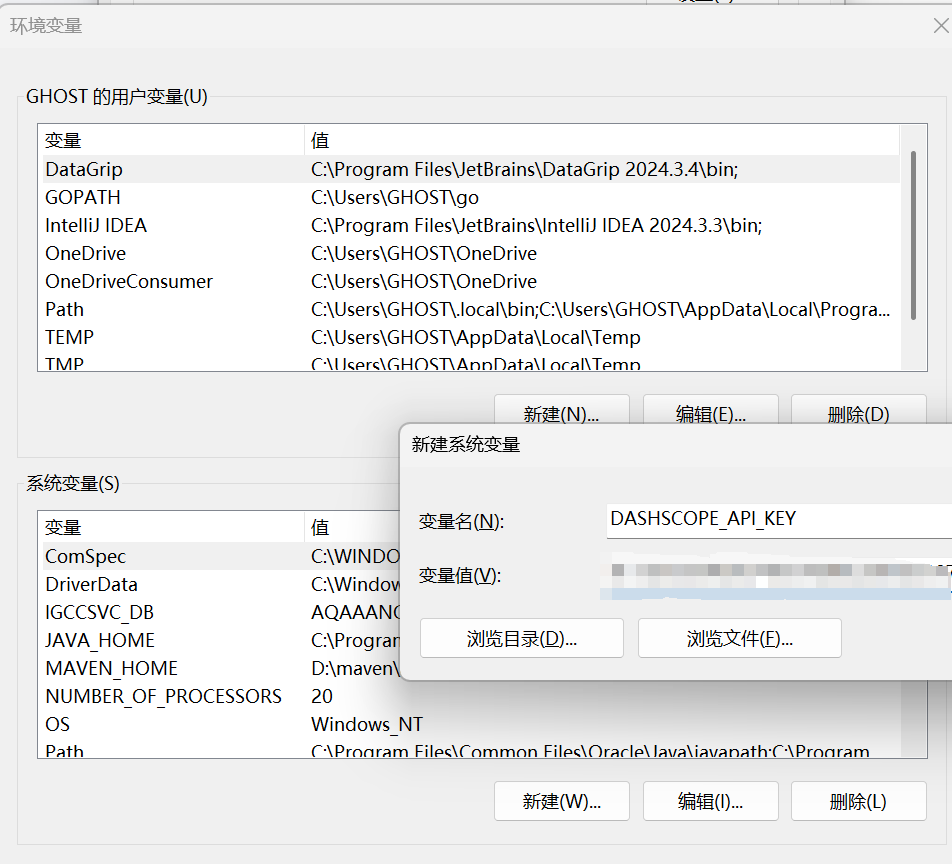 环境变量
GHOST 的用户变量(U)
变量 值
DataGrip C:\Program Files\JetBrains\DataGrip 2024.3.4\bin;
GOPATH C:\Users\GHOST\go
IntelliJ IDEA C:\Program Files\JetBrains\IntelliJ IDEA 2024.3.3\bin;
OneDrive C:\Users\GHOST\OneDrive
OneDriveConsumer C:\Users\GHOST\OneDrive
Path C:\Users\GHOST\.local\bin;C:\Users\GHOST\AppData\Local\Progra...
TEMP C:\Users\GHOST\AppData\Local\Temp
TMP C:\Users\GHOST\AppData\Local\Temp
新建(N)... 编辑(E)... 删除(D)
新建系统变量
变量名(N): DASHSCOPE_API_KEY
变量值(V):
浏览目录(D)... 浏览文件(F)...
系统变量(S)
变量 值
ComSpec C:\WINDO
DriverData C:\Window
IGCCSVC_DB AQAAANC
JAVA_HOME C:\Progran
MAVEN_HOME D:\maven\
NUMBER_OF_PROCESSORS 20
OS Windows_NT
Path C:\Program Files\Common Files\Oracle\Java\javapath;C:\Program
新建(W)... 编辑(I)... 删除(L)